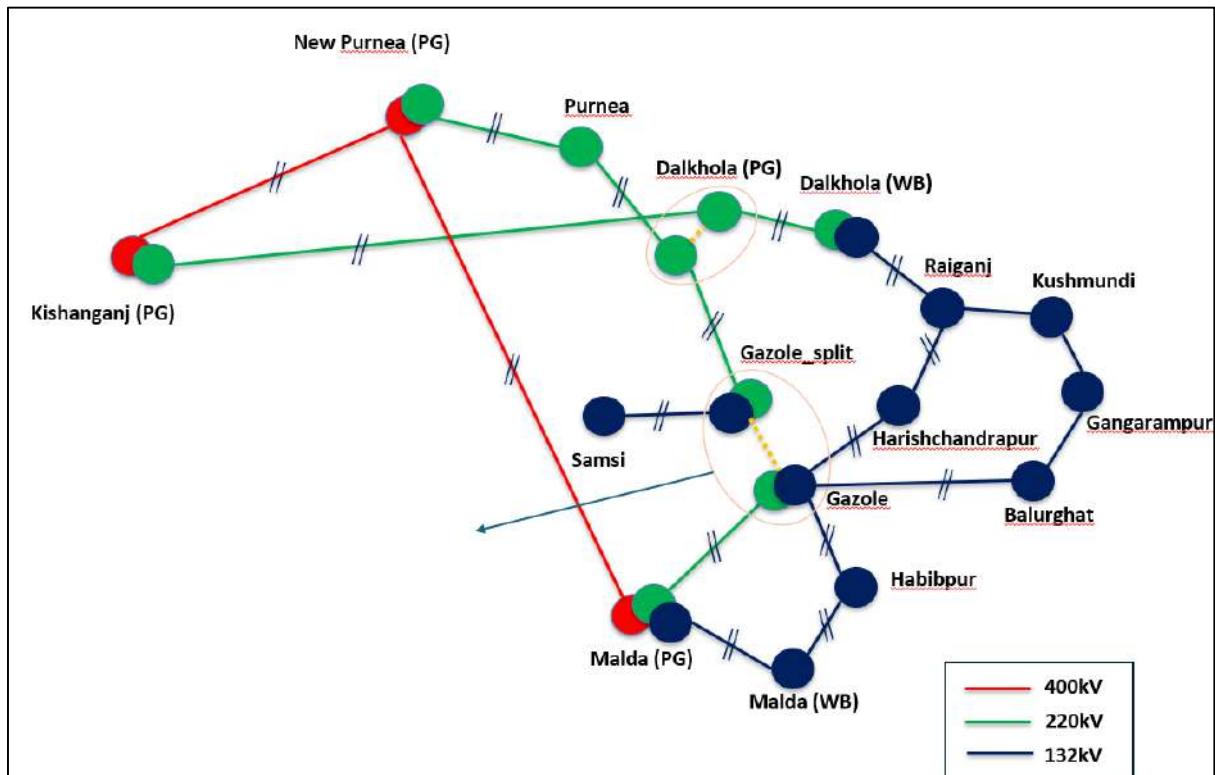 New Purnea (PG)
Purnea
Dalkhola (PG)
Dalkhola (WB)
Raiganj
Kushmundi
Kishanganj (PG)
Gazole_split
Samsi
Harishchandrapur
Gangarampur
Gazole
Balurghat
Habibpur
Malda (PG)
Malda (WB)
400kV
220kV
132kV